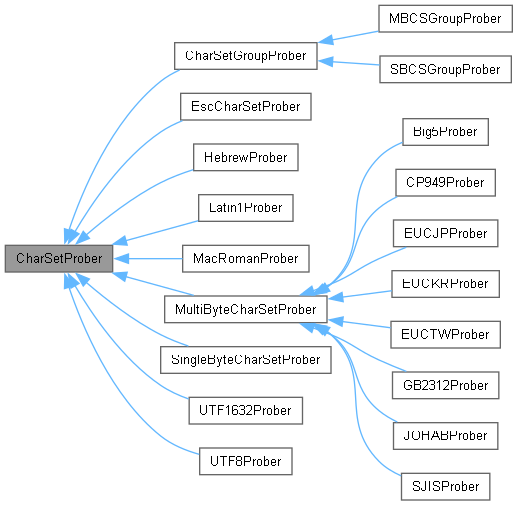 MBCSGroupProber
CharSetGroupProber
SBCSGroupProber
EscCharSetProber
Big5Prober
HebrewProber
CP949Prober
Latin1Prober
EUCJPProber
CharSetProber
MacRomanProber
EUCKRProber
MultiByteCharSetProber
EUCTWProber
SingleByteCharSetProber
GB2312Prober
UTF1632Prober
JOHABProber
UTF8Prober
SJISProber